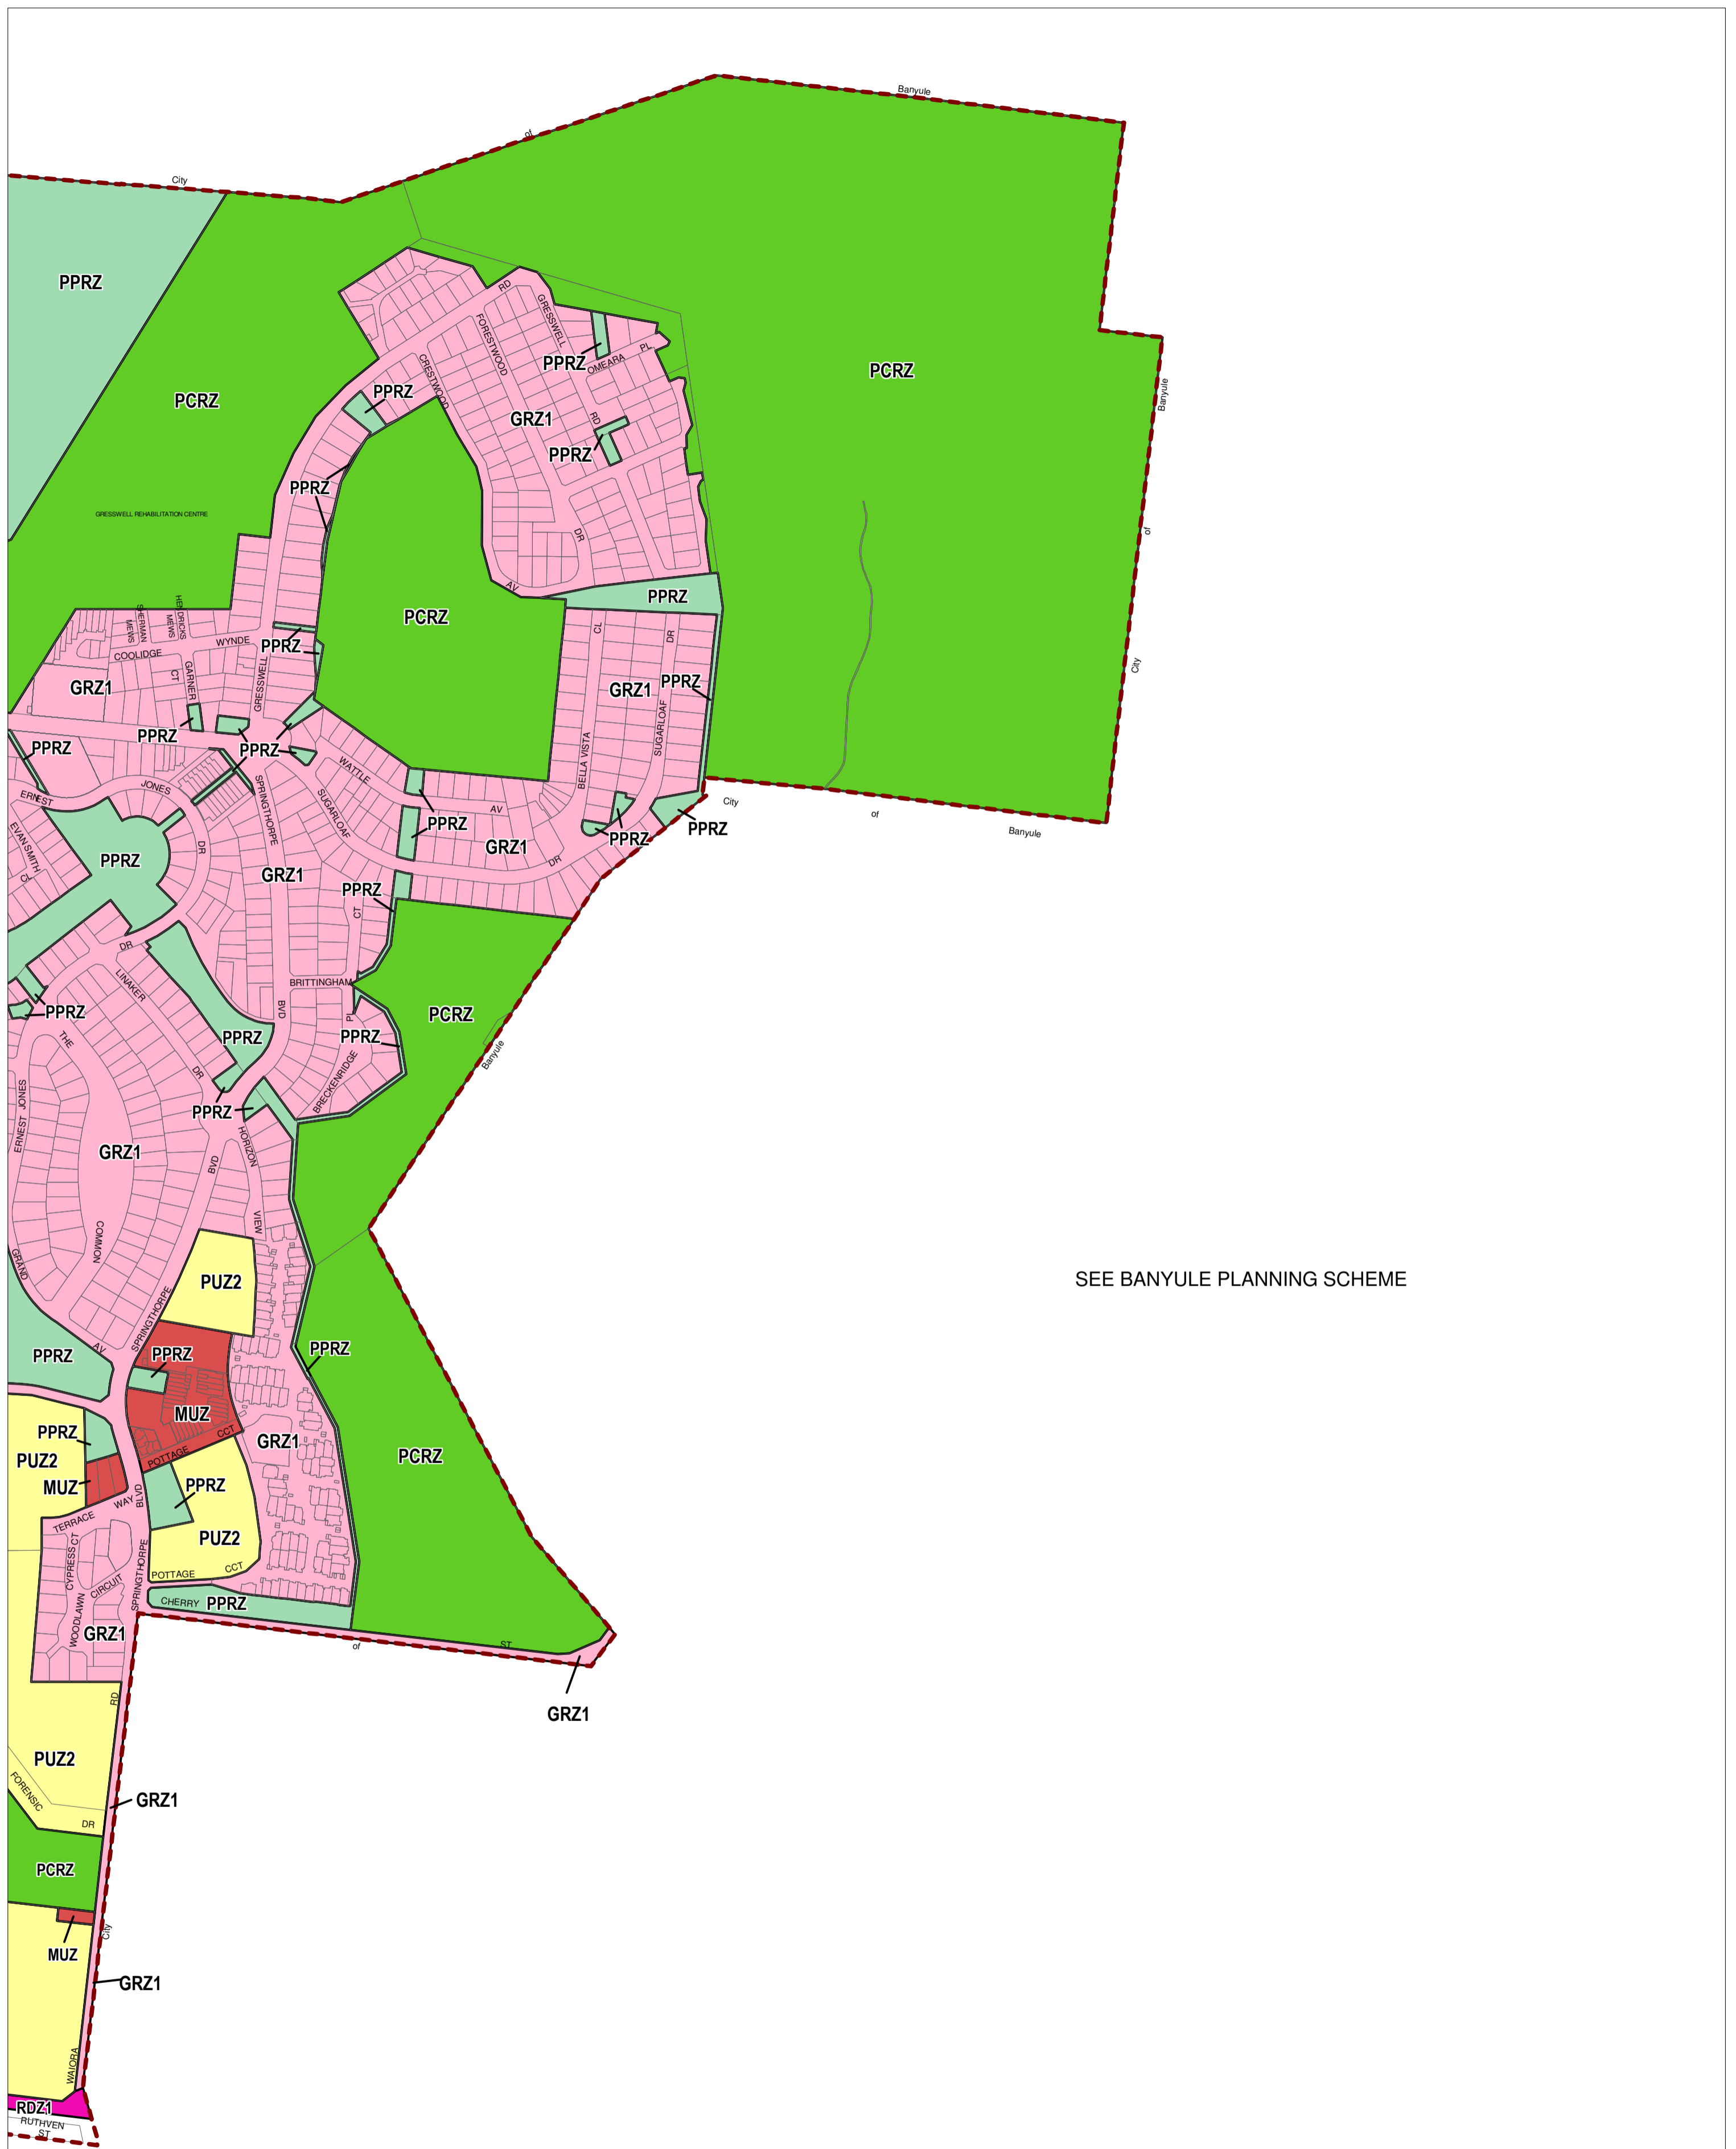 Banyule
of
City
PPRZ
RD
GRESSWELL
FORESTWOOD
PL
OMEARA
PPRZ
CRESTWOOD
PCRZ
PPRZ
PCRZ
Banyule
GRZ1
RD
PPRZ
PPRZ
GRESSWELL REHABILITATION CENTRE
DR
of
AV
PPRZ
HENDRICKS
MEWS
SHERMAN
MEWS
PCRZ
CL
DR
WYNDE
PPRZ
COOLIDGE
CT
GARNER
GRESSWELL
City
GRZ1
GRZ1
PPRZ
SUGARLOAF
PPRZ
PPRZ
PPRZ
BELLA VISTA
WATTLE
JONES
ERNEST
SPRINGTHORPE
SUGARLOAF
AV
City
of
Banyule
PPRZ
PPRZ
PPRZ
EVAN SMITH
CL
DR
GRZ1
DR
PPRZ
GRZ1
PPRZ
CT
DR
LINAKER
BRITTINGHAM
BVD
PL
PPRZ
PCRZ
THE
PPRZ
PPRZ
Banyule
DR
BRECKENRIDGE
ERNEST JONES
PPRZ
HORIZON
GRZ1
BVD
VIEW
COMMON
GRAND
PUZ2
SEE BANYULE PLANNING SCHEME
SPRINGTHORPE
AV
PPRZ
PPRZ
PPRZ
MUZ
CCT
PPRZ
POTTAGE
GRZ1
PCRZ
PUZ2
MUZ
PPRZ
WAY
BLVD
TERRACE
PUZ2
CYPRESS CT
SPRINGTHORPE
CCT
POTTAGE
CIRCUIT
WOODLAWN
CHERRY
PPRZ
GRZ1
of
ST
RD
GRZ1
PUZ2
FORENSIC
GRZ1
DR
PCRZ
City
MUZ
GRZ1
WAIORA
RDZ1
RUTHVEN
ST